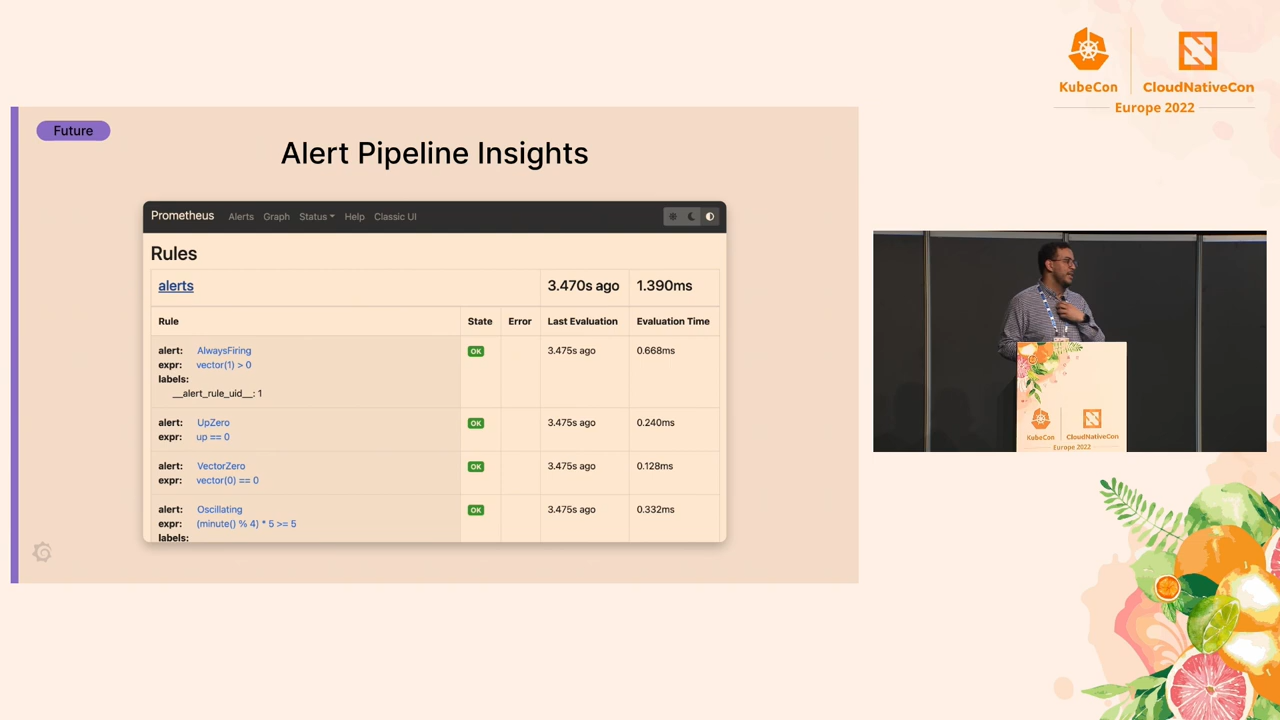 KubeCon
CloudNativeCon
Europe 2022
Future
Alert Pipeline Insights
Prometheus Alerts Graph Status Help Classic UI
Rules
alerts 3.470s ago 1.390ms
Rule State Error Last Evaluation Evaluation Time
alert: AlwaysFiring OK 3.475s ago 0.668ms
expr: vector(1) > 0
labels:
__alert_rule_uid__: 1
alert: UpZero OK 3.475s ago 0.240ms
expr: up == 0
alert: VectorZero OK 3.475s ago 0.128ms
expr: vector(0) == 0
alert: Oscillating OK 3.475s ago 0.332ms
expr: (minute() % 4) * 5 >= 5
labels:
KubeCon
CloudNativeCon
Europe 2022